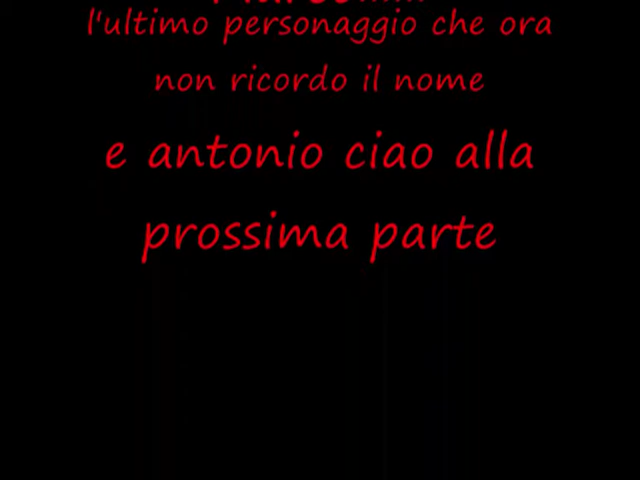 l'ultimo personaggio che ora
non ricordo il nome
e antonio ciao alla
prossima parte